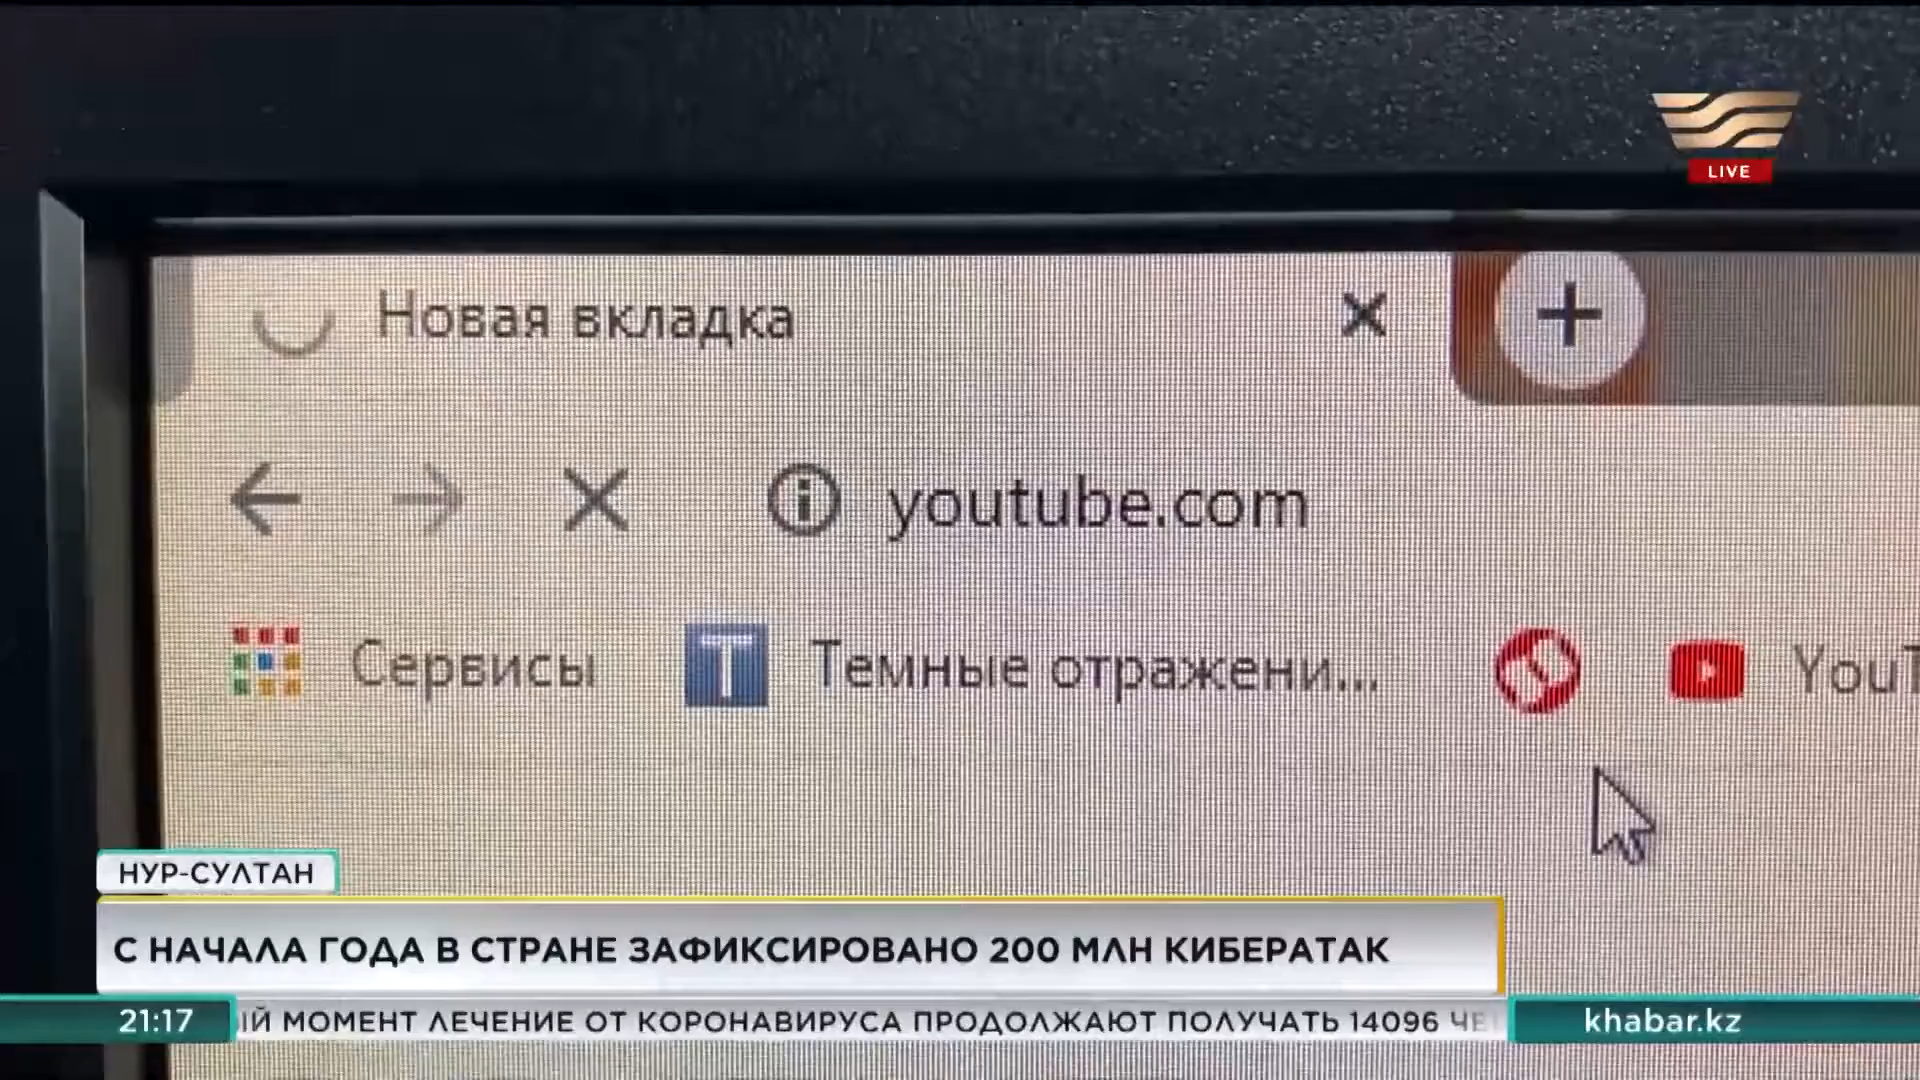 LIVE
Новая вкладка
youtube.com
Сервисы
T Темные отражени...
НУР-СУЛТАН
С НАЧАЛА ГОДА В СТРАНЕ ЗАФИКСИРОВАНО 200 МЛН КИБЕРАТАК
21:17
МОМЕНТ ЛЕЧЕНИЕ ОТ КОРОНАВИРУСА ПРОДОЛЖАЮТ ПОЛУЧАТЬ 14096
khabar.kz